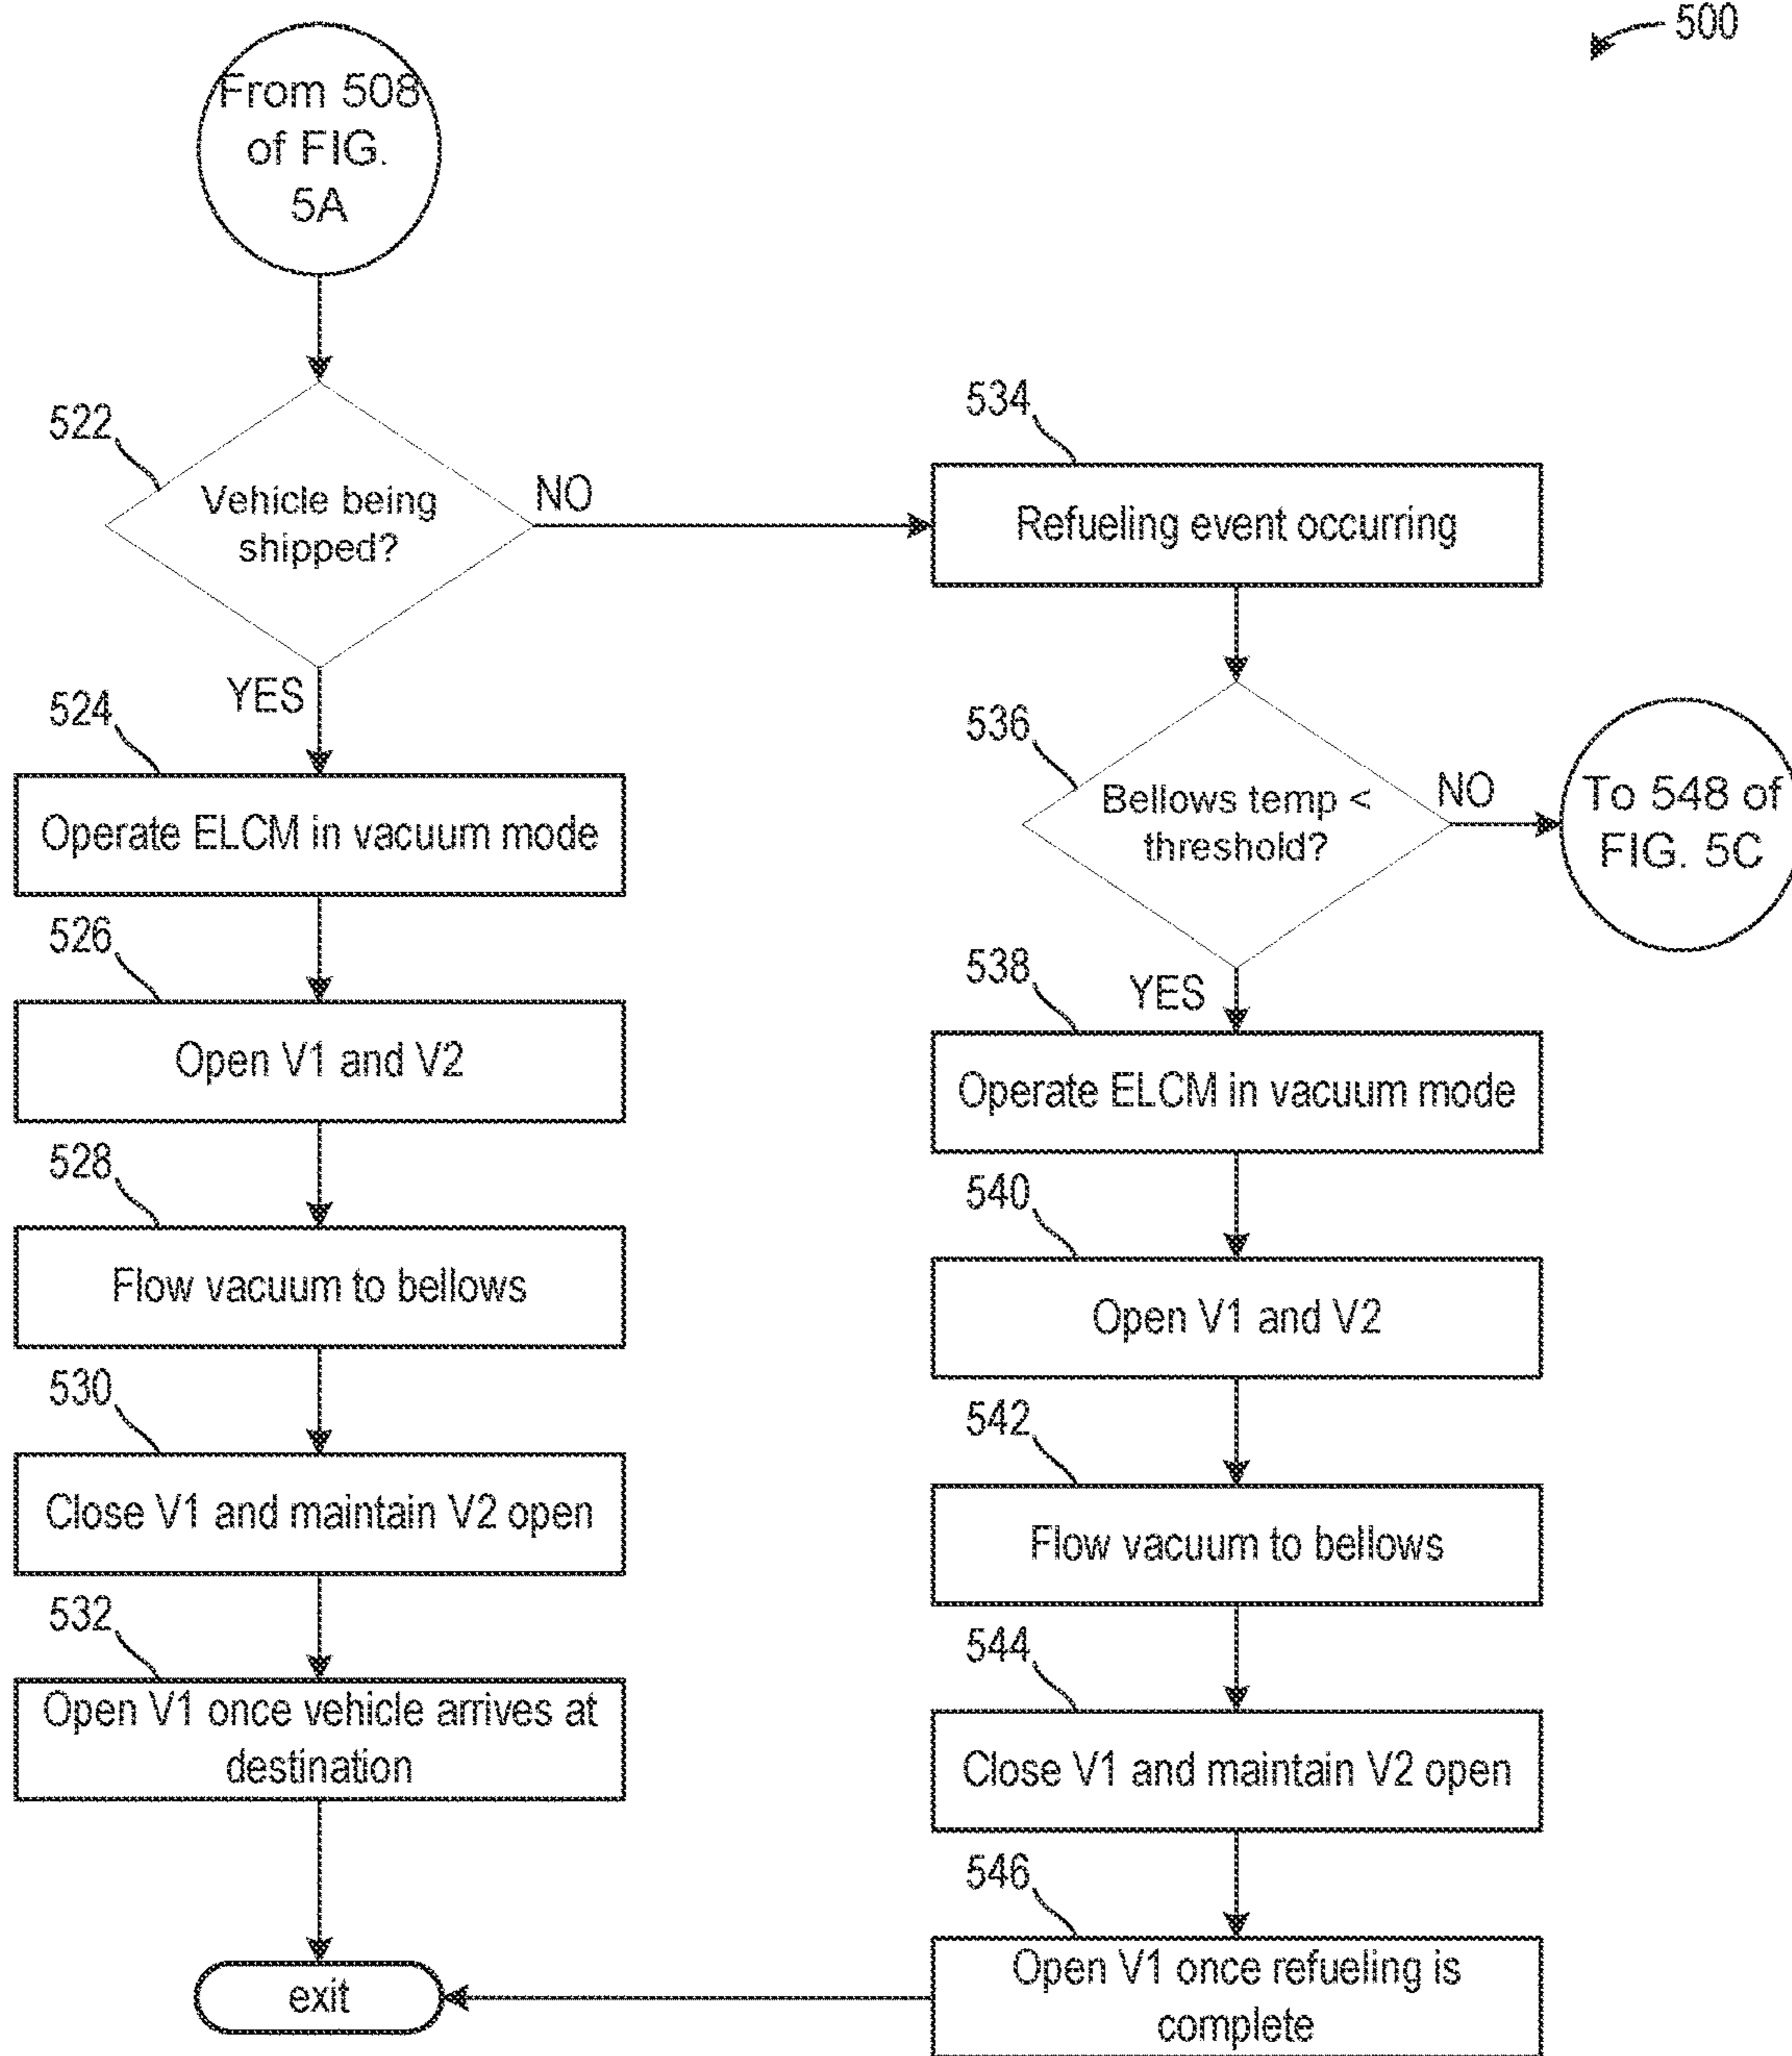 500
From 508
of FIG.
5A
522
Vehicle being
shipped?
NO
YES
524
Operate ELCM in vacuum mode
526
Open V1 and V2
528
Flow vacuum to bellows
530
Close V1 and maintain V2 open
532
Open V1 once vehicle arrives at
destination
exit
534
Refueling event occurring
536
Bellows temp <
threshold?
NO
To 548 of
FIG. 5C
YES
538
Operate ELCM in vacuum mode
540
Open V1 and V2
542
Flow vacuum to bellows
544
Close V1 and maintain V2 open
546
Open V1 once refueling is
complete